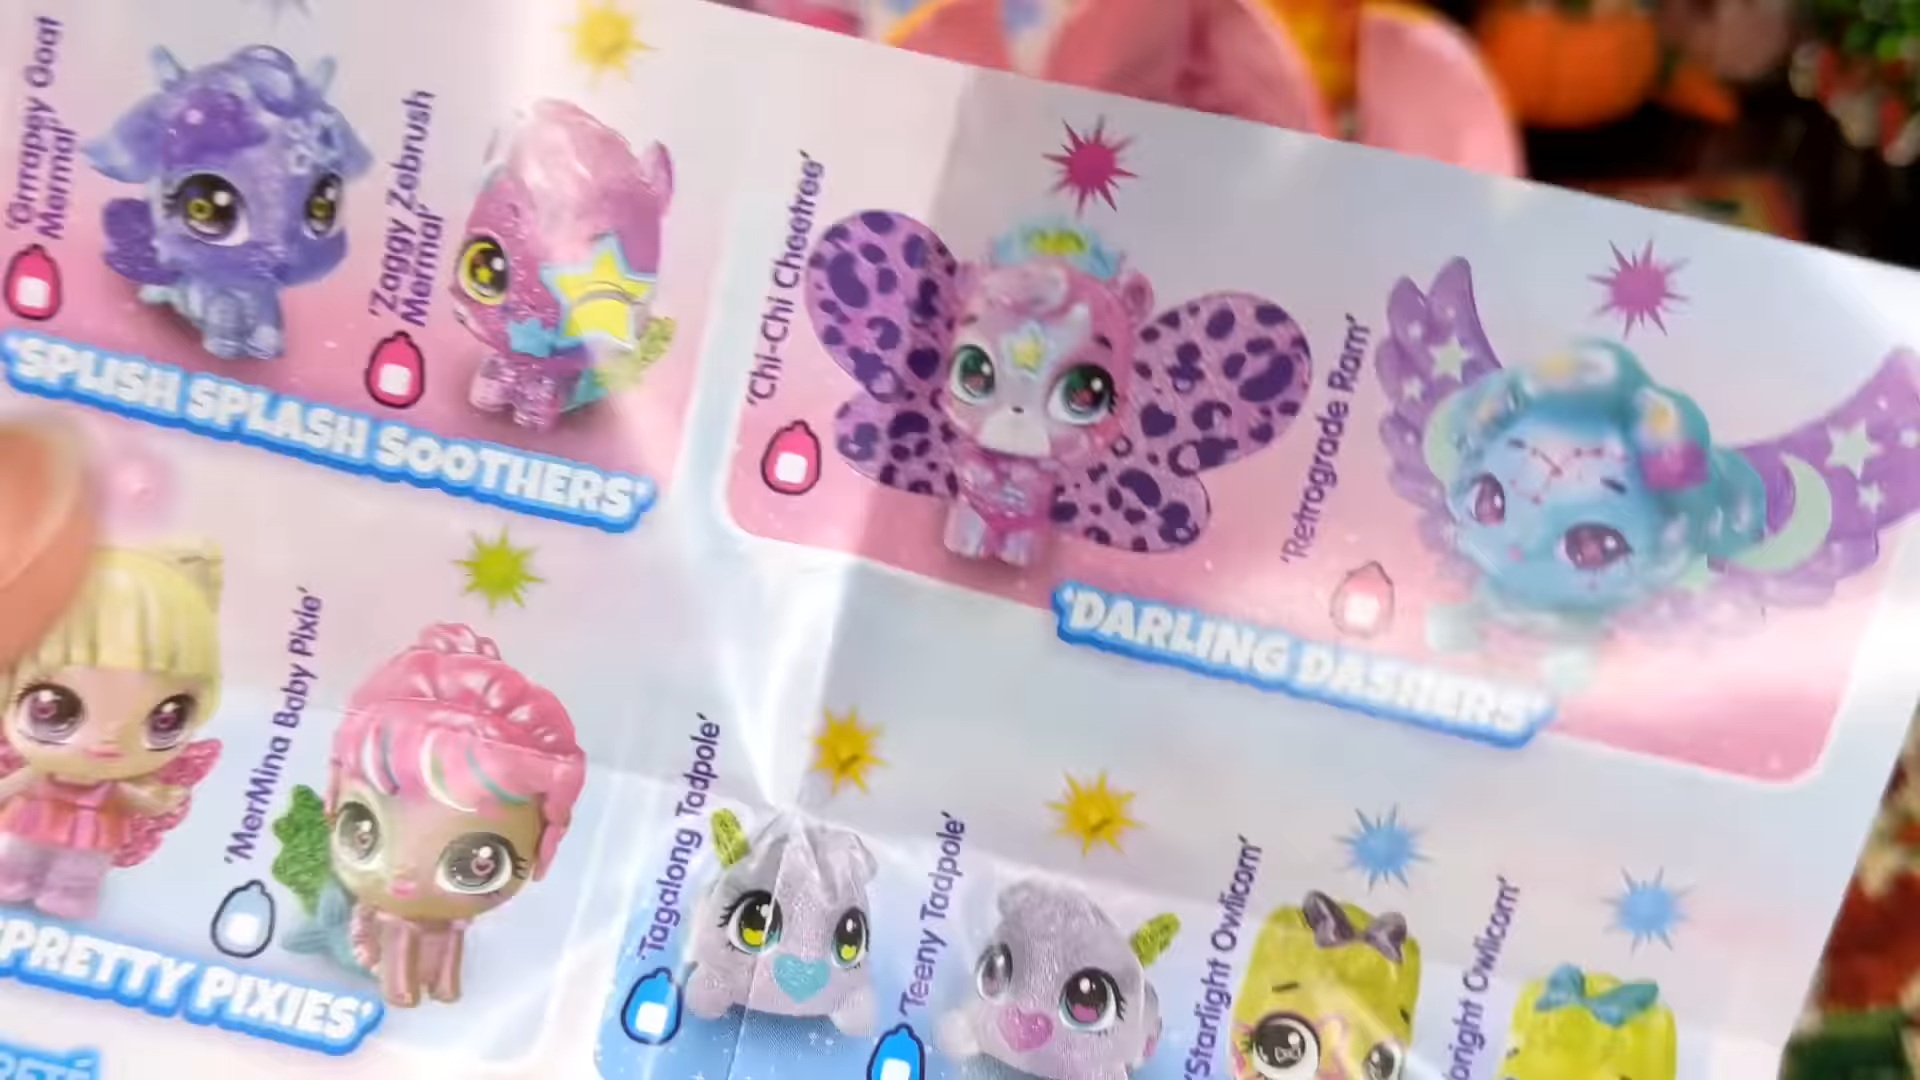 'Grrrapey Goat
Mermal'
'Zaggy Zebrush
Mermal'
'SPLISH SPLASH SOOTHERS'
'Chi-Chi Cheetree'
'Retrograde Ram'
'DARLING DASHERS'
'MerMina Baby Pixie'
'PRETTY PIXIES'
'Tagalong Tadpole'
'Teeny Tadpole'
'Starlight Owlicorn'
Owlicorn'